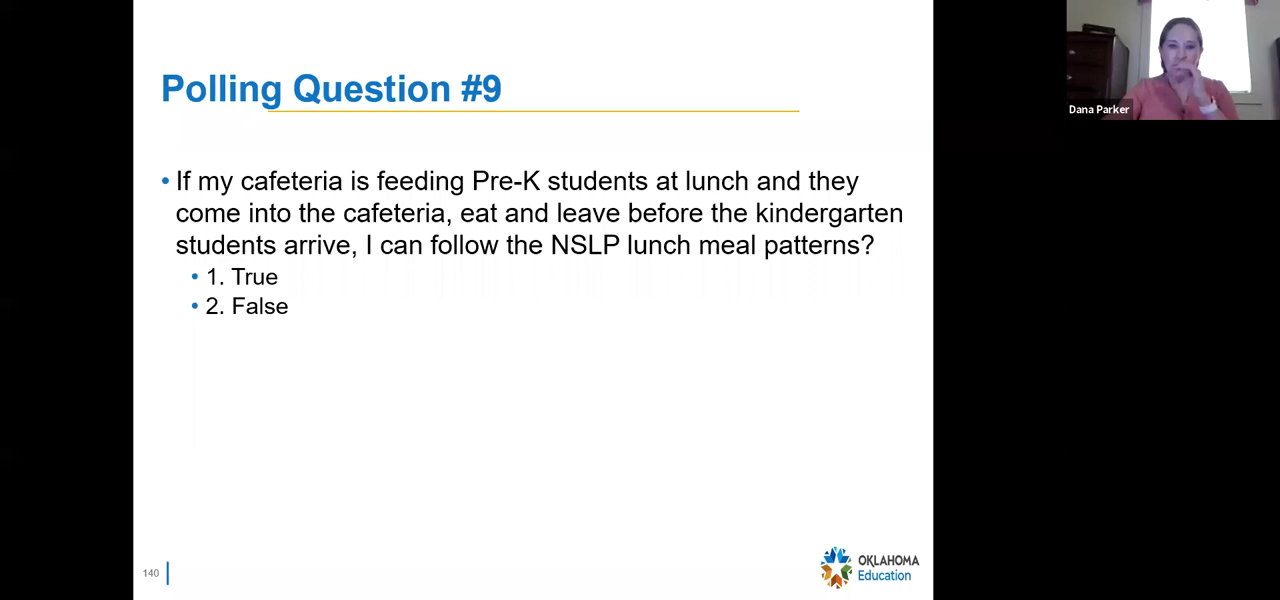 Polling Question #9
• If my cafeteria is feeding Pre-K students at lunch and they
come into the cafeteria, eat and leave before the kindergarten
students arrive, I can follow the NSLP lunch meal patterns?
• 1. True
• 2. False
140
OKLAHOMA
Education
Dana Parker